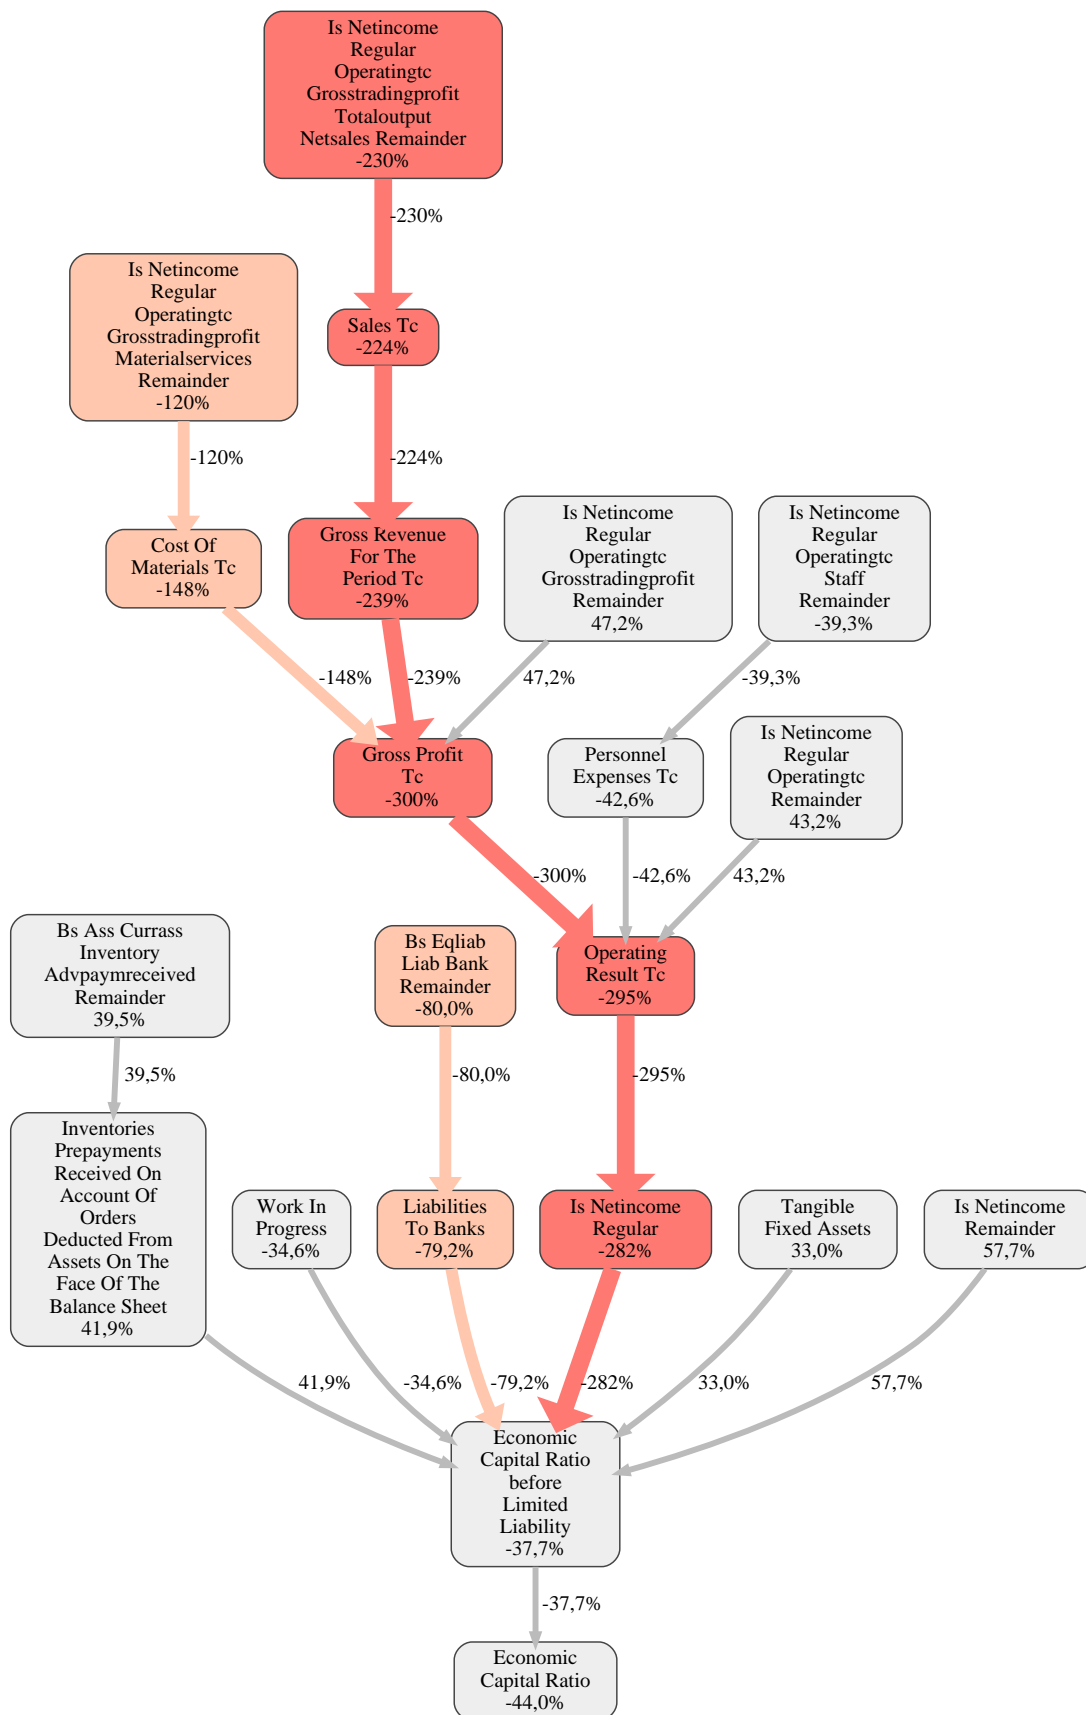 Is Netincome
Regular
Operatingtc
Grosstradingprofit
Totaloutput
Netsales Remainder
-230%
-230%
Is Netincome
Regular
Operatingtc
Grosstradingprofit
Materialservices
Remainder
-120%
Sales Tc
-224%
-120%
-224%
Cost Of
Materials Tc
-148%
Gross Revenue
For The
Period Tc
-239%
Is Netincome
Regular
Operatingtc
Grosstradingprofit
Remainder
47,2%
Is Netincome
Regular
Operatingtc
Staff
Remainder
-39,3%
-148%
-239%
47,2%
-39,3%
Gross Profit
Tc
-300%
Personnel
Expenses Tc
-42,6%
Is Netincome
Regular
Operatingtc
Remainder
43,2%
-300%
-42,6%
43,2%
Bs Ass Currass
Inventory
Advpaymreceived
Remainder
39,5%
Bs Eqliab
Liab Bank
Remainder
-80,0%
Operating
Result Tc
-295%
39,5%
-80,0%
-295%
Inventories
Prepayments
Received On
Account Of
Orders
Deducted From
Assets On The
Face Of The
Balance Sheet
41,9%
Work In
Progress
-34,6%
Liabilities
To Banks
-79,2%
Is Netincome
Regular
-282%
Tangible
Fixed Assets
33,0%
Is Netincome
Remainder
57,7%
41,9%
-34,6%
-79,2%
-282%
33,0%
57,7%
Economic
Capital Ratio
before
Limited
Liability
-37,7%
-37,7%
Economic
Capital Ratio
-44,0%